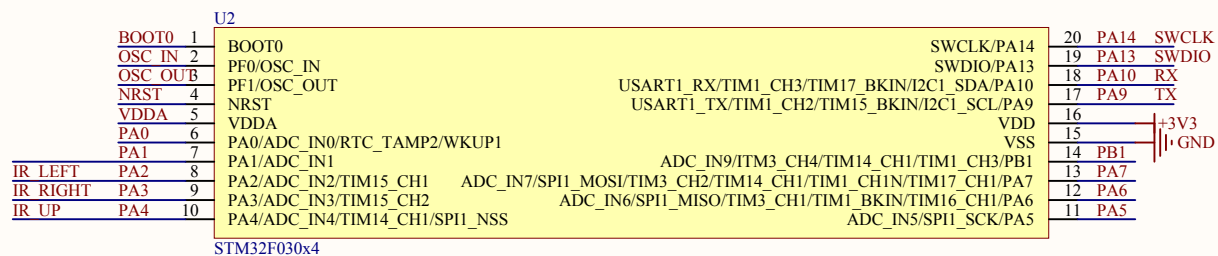 U2
BOOT0 1 BOOT0 SWCLK/PA14 20 PA14 SWCLK
OSC_IN 2 PF0/OSC_IN SWDIO/PA13 19 PA13 SWDIO
OSC_OUT 3 PF1/OSC_OUT USART1_RX/TIM1_CH3/TIM17_BKIN/I2C1_SDA/PA10 18 PA10 RX
NRST 4 NRST USART1_TX/TIM1_CH2/TIM15_BKIN/I2C1_SCL/PA9 17 PA9 TX
VDDA 5 VDDA VDD 16 +3V3
PA0 6 PA0/ADC_IN0/RTC_TAMP2/WKUP1 VSS 15 GND
PA1 7 PA1/ADC_IN1 ADC_IN9/ITM3_CH4/TIM14_CH1/TIM1_CH3/PB1 14 PB1
IR_LEFT PA2 8 PA2/ADC_IN2/TIM15_CH1 ADC_IN7/SPI1_MOSI/TIM3_CH2/TIM14_CH1/TIM1_CH1N/TIM17_CH1/PA7 13 PA7
IR_RIGHT PA3 9 PA3/ADC_IN3/TIM15_CH2 ADC_IN6/SPI1_MISO/TIM3_CH1/TIM1_BKIN/TIM16_CH1/PA6 12 PA6
IR_UP PA4 10 PA4/ADC_IN4/TIM14_CH1/SPI1_NSS ADC_IN5/SPI1_SCK/PA5 11 PA5
STM32F030x4